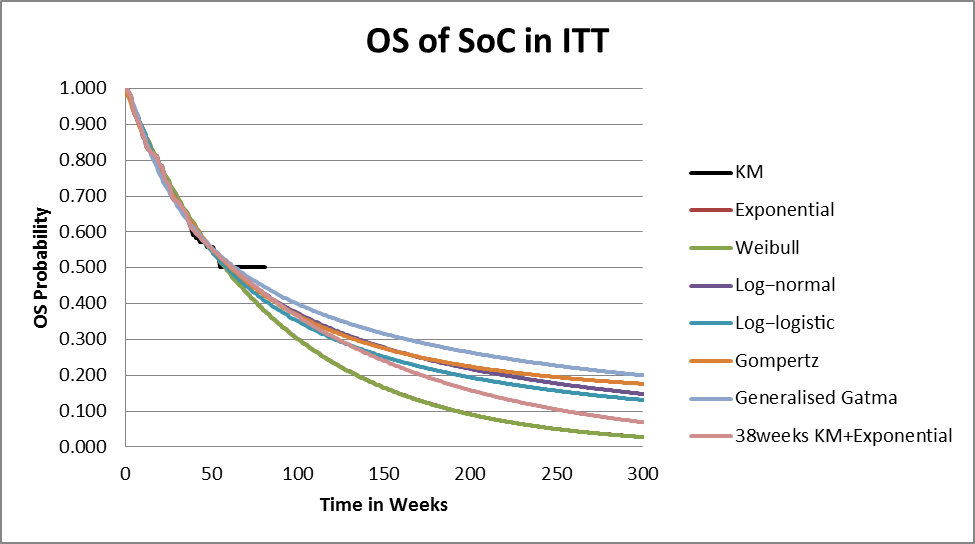 OS of SoC in ITT
1.000
0.900
0.800
0.700
0.600
0.500
0.400
0.300
0.200
0.100
0.000
OS Probability
0 50 100 150 200 250 300
Time in Weeks
KM
Exponential
Weibull
Log–normal
Log–logistic
Gompertz
Generalised Gatma
38weeks KM+Exponential